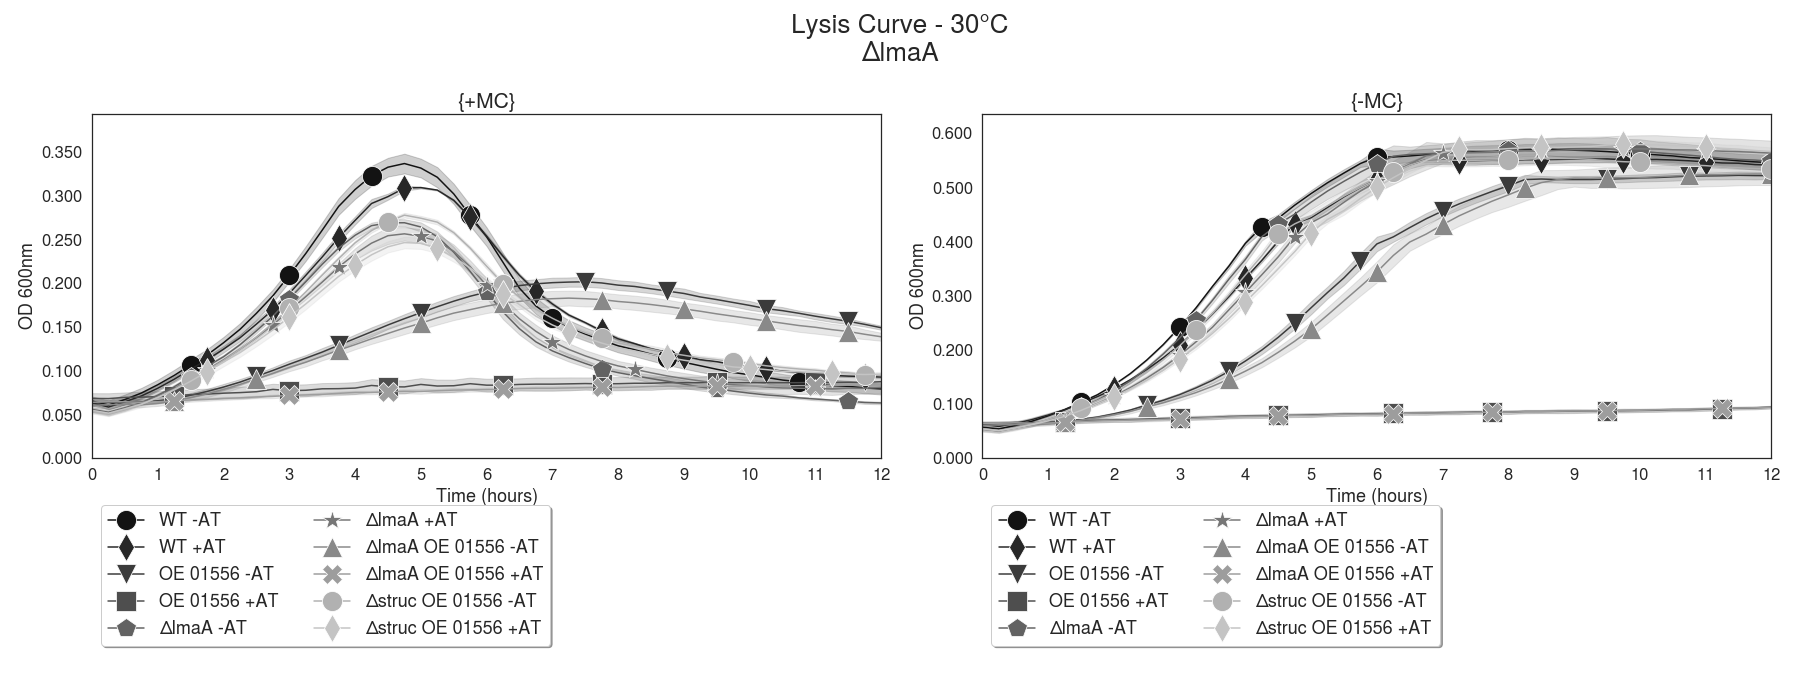 Lysis Curve - 30°C
ΔlmaA
{+MC}
OD 600nm
0.350
0.300
0.250
0.200
0.150
0.100
0.050
0.000
0 1 2 3 4 5 6 7 8 9 10 11 12
Time (hours)
WT -AT
WT +AT
OE 01556 -AT
OE 01556 +AT
ΔlmaA -AT
ΔlmaA +AT
ΔlmaA OE 01556 -AT
ΔlmaA OE 01556 +AT
Δstruc OE 01556 -AT
Δstruc OE 01556 +AT
{-MC}
OD 600nm
0.600
0.500
0.400
0.300
0.200
0.100
0.000
0 1 2 3 4 5 6 7 8 9 10 11 12
Time (hours)
WT -AT
WT +AT
OE 01556 -AT
OE 01556 +AT
ΔlmaA -AT
ΔlmaA +AT
ΔlmaA OE 01556 -AT
ΔlmaA OE 01556 +AT
Δstruc OE 01556 -AT
Δstruc OE 01556 +AT